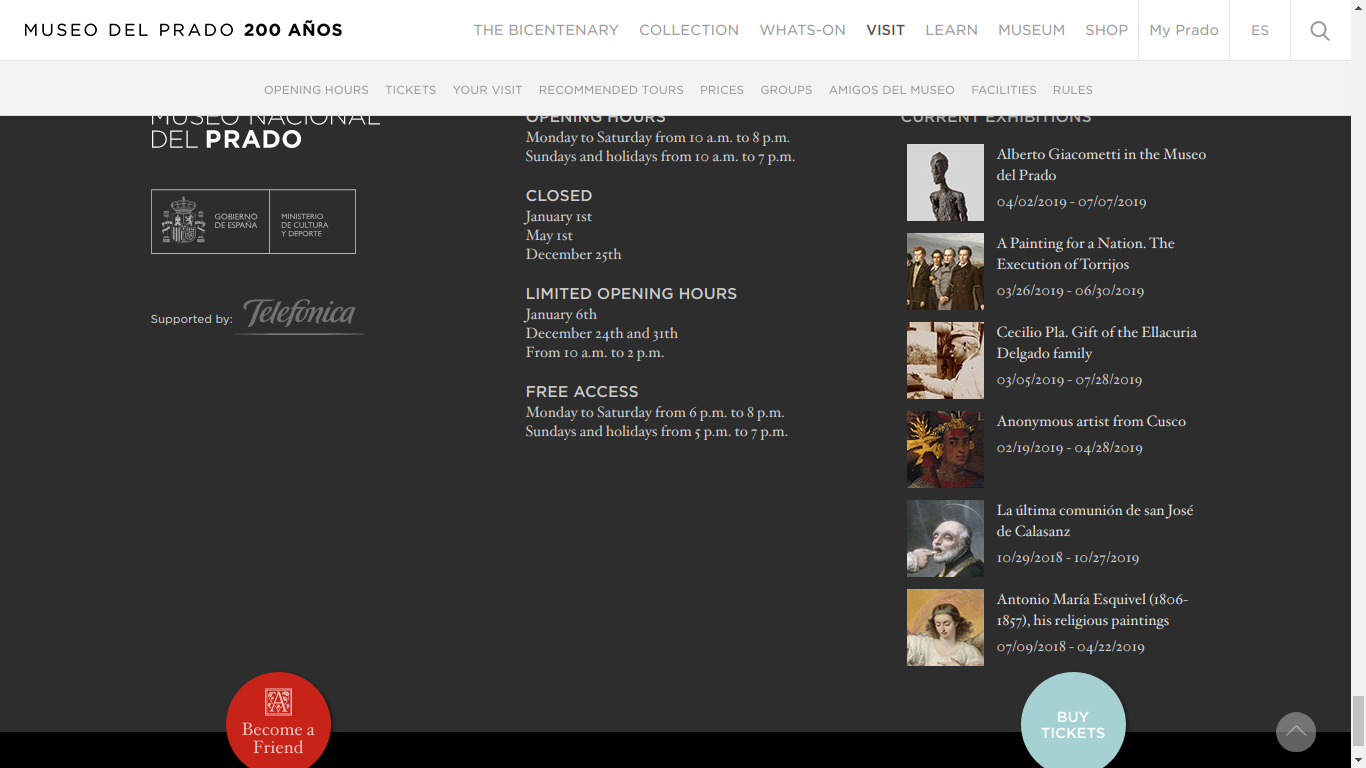 MUSEO DEL PRADO 200 AÑOS
THE BICENTENARY
COLLECTION
WHATS-ON
VISIT
LEARN
MUSEUM
SHOP
My Prado
ES
OPENING HOURS
TICKETS
YOUR VISIT
RECOMMENDED TOURS
PRICES
GROUPS
AMIGOS DEL MUSEO
FACILITIES
RULES
MUSEO NACIONAL
DEL PRADO
GOBIERNO
DE ESPAÑA
MINISTERIO
DE CULTURA
Y DEPORTE
Supported by:
Telefónica
OPENING HOURS
Monday to Saturday from 10 a.m. to 8 p.m.
Sundays and holidays from 10 a.m. to 7 p.m.
CLOSED
January 1st
May 1st
December 25th
LIMITED OPENING HOURS
January 6th
December 24th and 31th
From 10 a.m. to 2 p.m.
FREE ACCESS
Monday to Saturday from 6 p.m. to 8 p.m.
Sundays and holidays from 5 p.m. to 7 p.m.
CURRENT EXHIBITIONS
Alberto Giacometti in the Museo
del Prado
04/02/2019 - 07/07/2019
A Painting for a Nation. The
Execution of Torrijos
03/26/2019 - 06/30/2019
Cecilio Pla. Gift of the Ellacuria
Delgado family
03/05/2019 - 07/28/2019
Anonymous artist from Cusco
02/19/2019 - 04/28/2019
La última comunión de san José
de Calasanz
10/29/2018 - 10/27/2019
Antonio María Esquivel (1806-
1857), his religious paintings
07/09/2018 - 04/22/2019
Become a
Friend
BUY
TICKETS